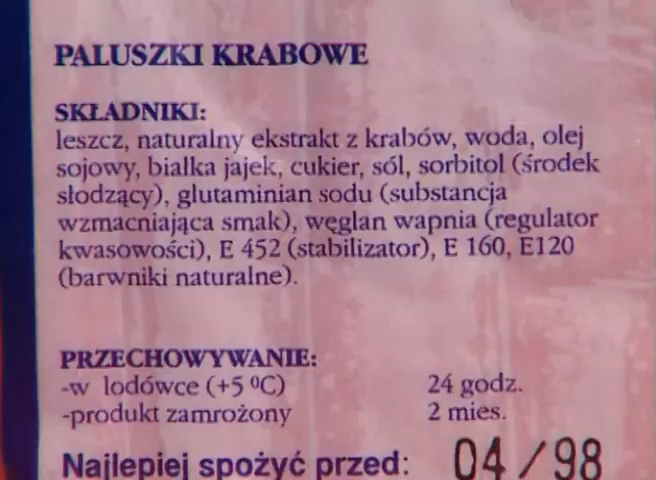 PALUSZKI KRABOWE
SKŁADNIKI:
leszcz, naturalny ekstrakt z krabów, woda, olej
sojowy, białka jajek, cukier, sól, sorbitol (środek
słodzący), glutaminian sodu (substancja
wzmacniająca smak), węglan wapnia (regulator
kwasowości), E 452 (stabilizator), E 160, E120
(barwniki naturalne).
PRZECHOWYWANIE:
-w lodówce (+5 ⁰C) 24 godz.
-produkt zamrożony 2 mies.
Najlepiej spożyć przed: 04/98